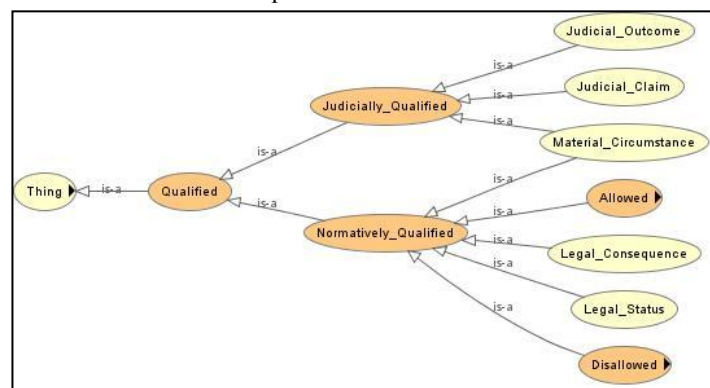 Judicial_Outcome
is-a
Judicially_Qualified
is-a
Judicial_Claim
is-a
Material_Circumstance
is-a
is-a
Thing
is-a
Qualified
Allowed
is-a
is-a
Normatively_Qualified
is-a
Legal_Consequence
is-a
Legal_Status
is-a
Disallowed